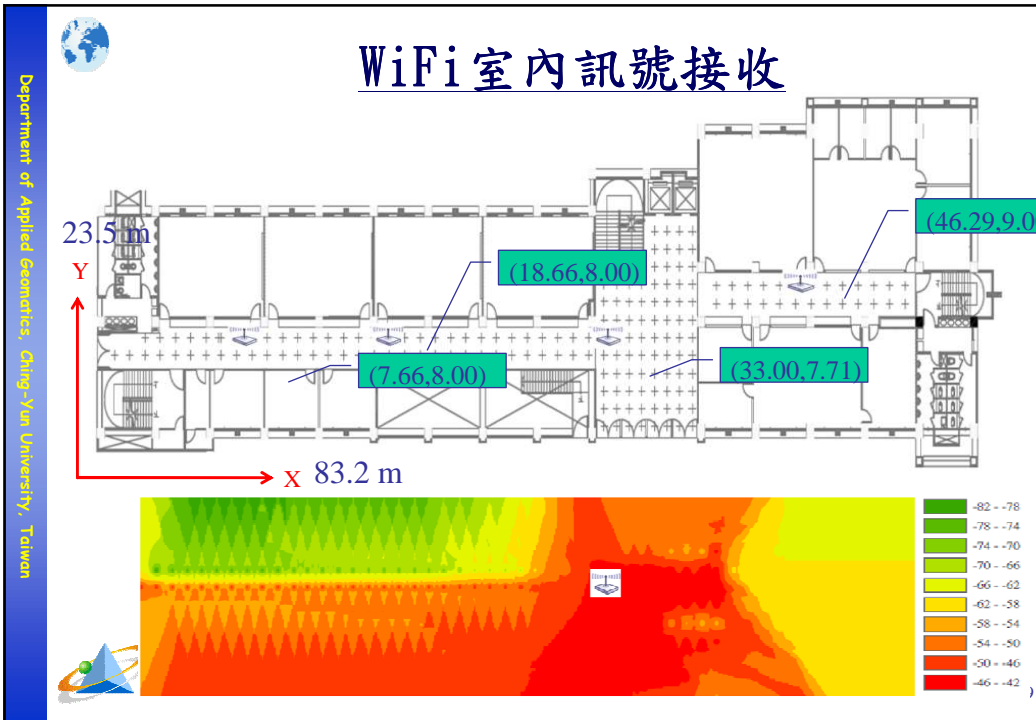 Department of Applied Geomatics, Ching-Yun University, Taiwan
WiFi室內訊號接收
23.5 m
Y
(46.29,9.0
(18.66,8.00)
(7.66,8.00)
(33.00,7.71)
X 83.2 m
-82 - -78
-78 - -74
-74 - -70
-70 - -66
-66 - -62
-62 - -58
-58 - -54
-54 - -50
-50 - -46
-46 - -42